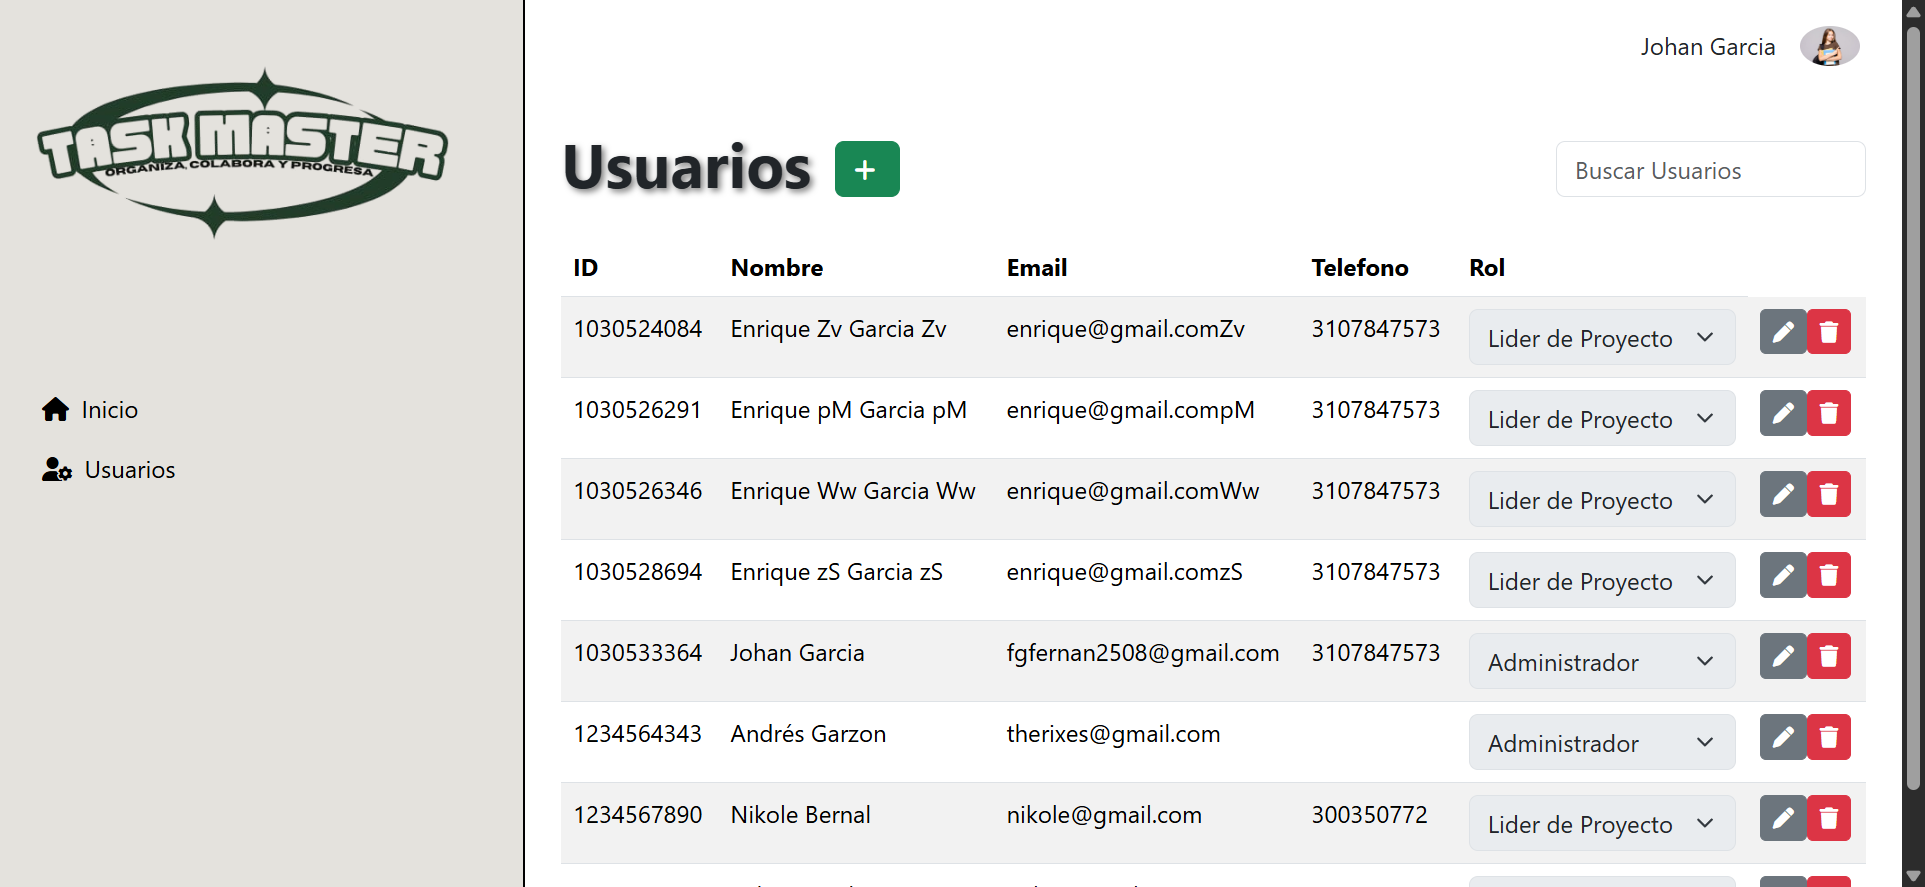 TASK MASTER
ORGANIZA, COLABORA Y PROGRESA
Inicio
Usuarios
Johan Garcia
Usuarios +
Buscar Usuarios
ID Nombre Email Telefono Rol
1030524084 Enrique Zv Garcia Zv enrique@gmail.comZv 3107847573 Lider de Proyecto
1030526291 Enrique pM Garcia pM enrique@gmail.compM 3107847573 Lider de Proyecto
1030526346 Enrique Ww Garcia Ww enrique@gmail.comWw 3107847573 Lider de Proyecto
1030528694 Enrique zS Garcia zS enrique@gmail.comzS 3107847573 Lider de Proyecto
1030533364 Johan Garcia fgfernan2508@gmail.com 3107847573 Administrador
1234564343 Andrés Garzon therixes@gmail.com Administrador
1234567890 Nikole Bernal nikole@gmail.com 300350772 Lider de Proyecto